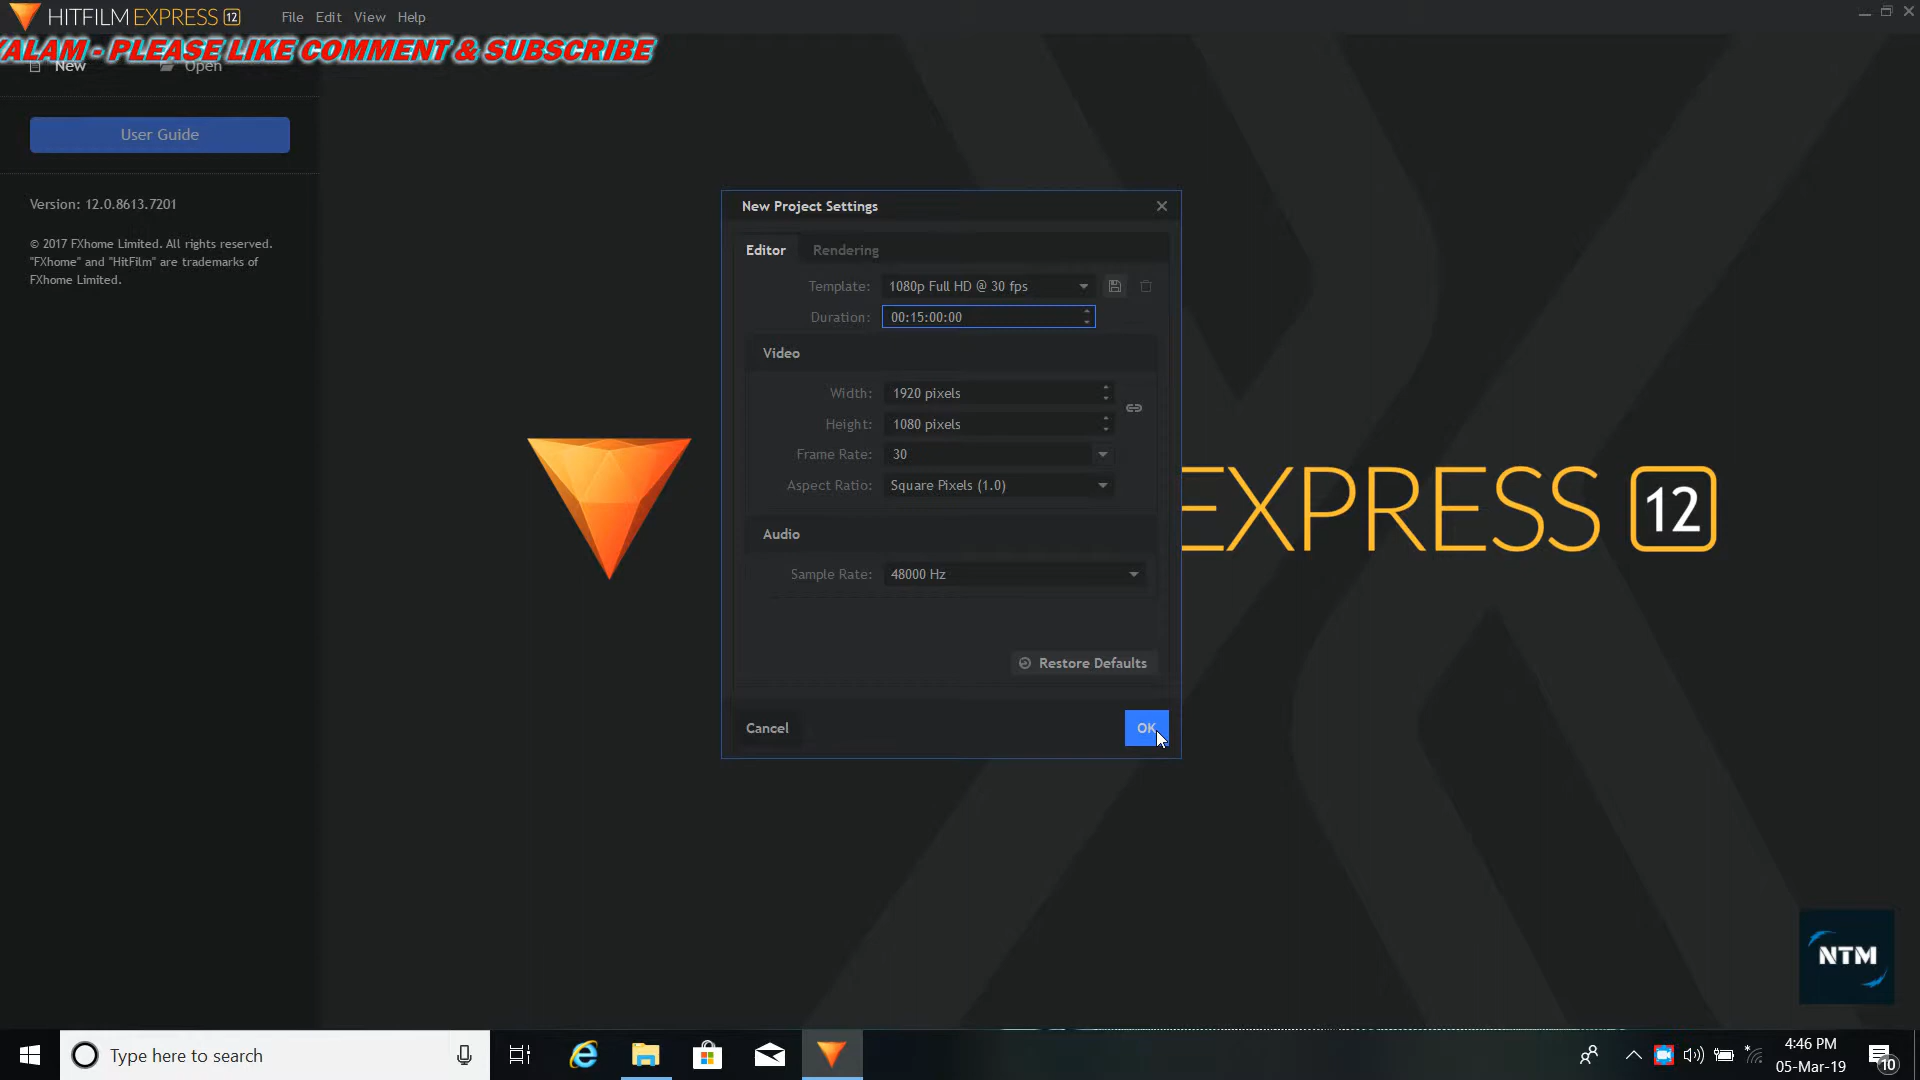 HITFILM EXPRESS 12 File Edit View Help
KALAM - PLEASE LIKE COMMENT & SUBSCRIBE
New Open
User Guide
Version: 12.0.8613.7201
© 2017 FXhome Limited. All rights reserved.
"FXhome" and "HitFilm" are trademarks of
FXhome Limited.
New Project Settings
Editor Rendering
Template: 1080p Full HD @ 30 fps
Duration: 00:15:00:00
Video
Width: 1920 pixels
Height: 1080 pixels
Frame Rate: 30
Aspect Ratio: Square Pixels (1.0)
Audio
Sample Rate: 48000 Hz
Restore Defaults
Cancel OK
EXPRESS 12
NTM
Type here to search
4:46 PM
05-Mar-19
10